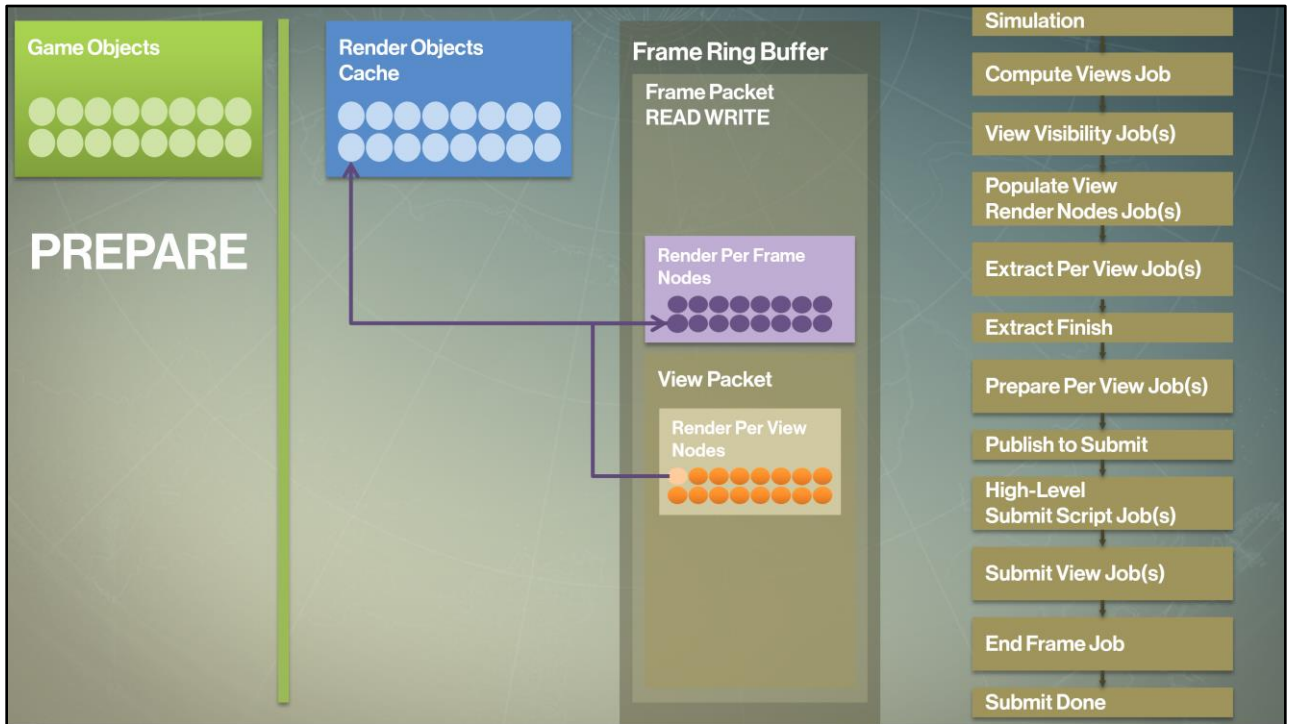 Game Objects
PREPARE
Render Objects
Cache
Frame Ring Buffer
Frame Packet
READ WRITE
Render Per Frame
Nodes
View Packet
Render Per View
Nodes
Simulation
Compute Views Job
View Visibility Job(s)
Populate View
Render Nodes Job(s)
Extract Per View Job(s)
Extract Finish
Prepare Per View Job(s)
Publish to Submit
High-Level
Submit Script Job(s)
Submit View Job(s)
End Frame Job
Submit Done